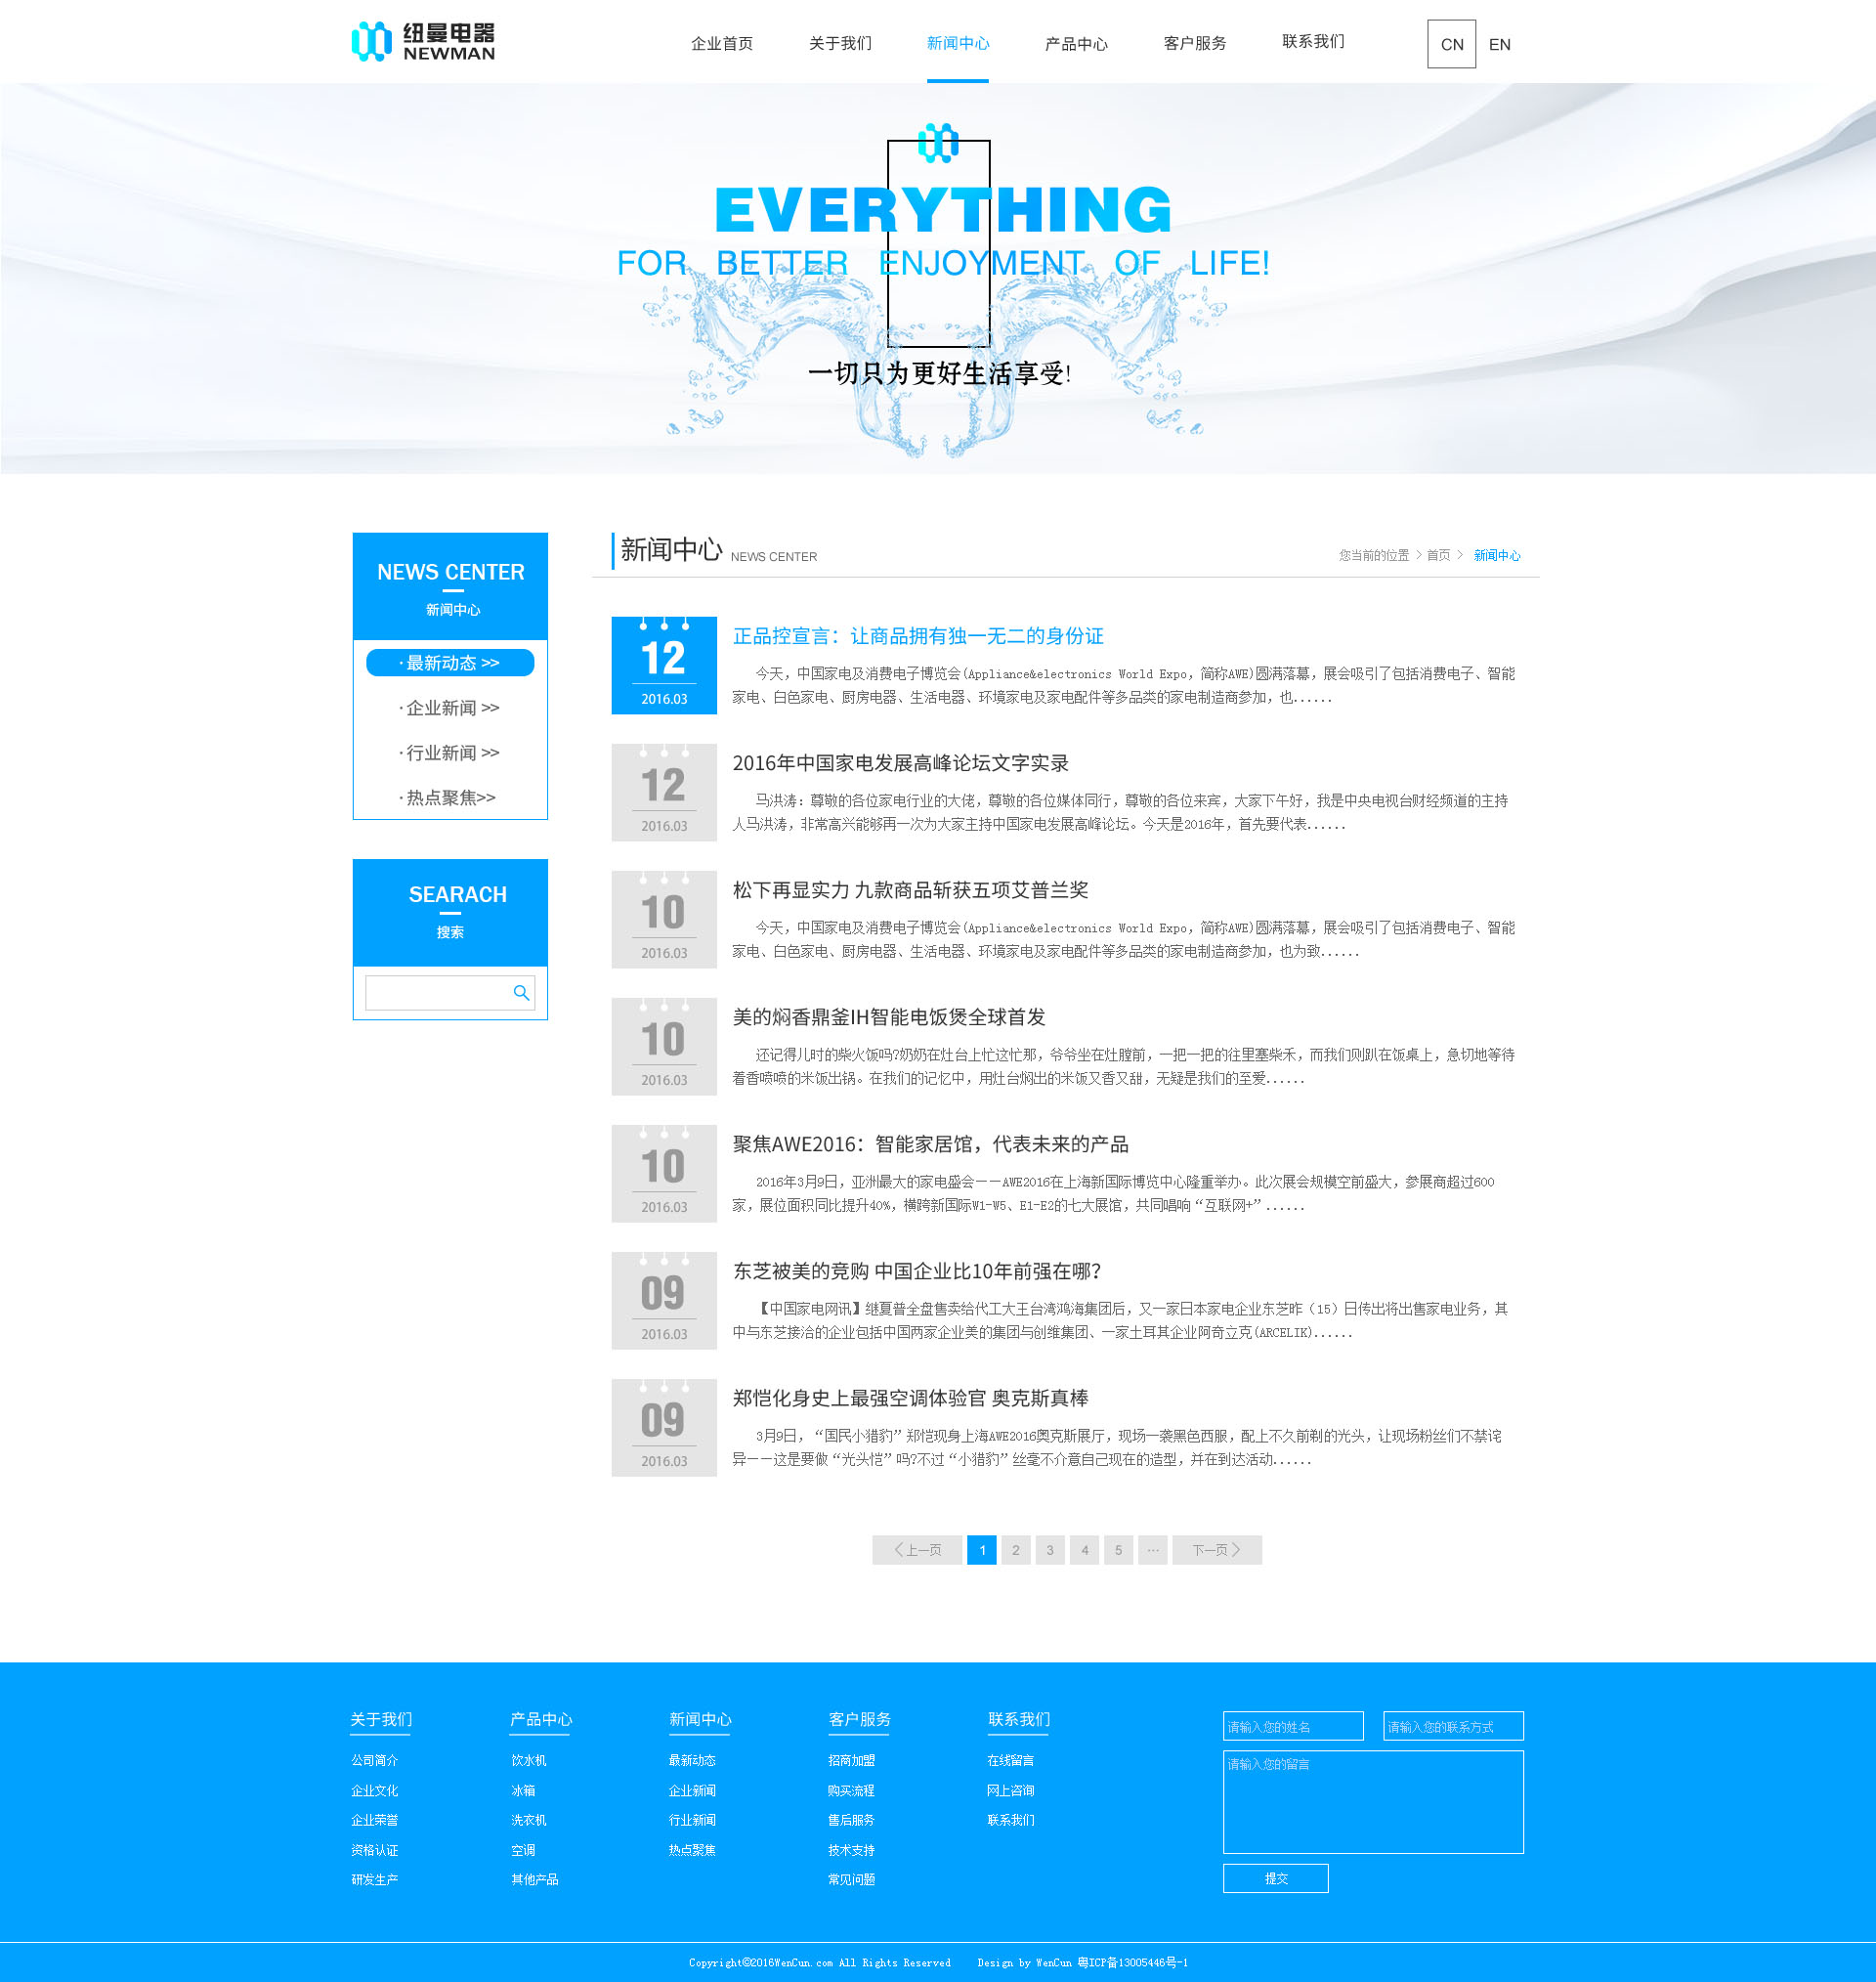 纽曼电器
NEWMAN
企业首页 关于我们 新闻中心 产品中心 客户服务 联系我们 CN EN
EVERYTHING
FOR BETTER ENJOYMENT OF LIFE!
一切只为更好生活享受!
NEWS CENTER
新闻中心
·最新动态 >>
·企业新闻 >>
·行业新闻 >>
·热点聚焦>>
SEARACH
搜索
新闻中心 NEWS CENTER
您当前的位置 > 首页 > 新闻中心
12
2016.03
正品控宣言：让商品拥有独一无二的身份证
今天，中国家电及消费电子博览会(Appliance&electronics World Expo，简称AWE)圆满落幕，展会吸引了包括消费电子、智能
家电、白色家电、厨房电器、生活电器、环境家电及家电配件等多品类的家电制造商参加，也......
12
2016.03
2016年中国家电发展高峰论坛文字实录
马洪涛：尊敬的各位家电行业的大佬，尊敬的各位媒体同行，尊敬的各位来宾，大家下午好，我是中央电视台财经频道的主持
人马洪涛，非常高兴能够再一次为大家主持中国家电发展高峰论坛。今天是2016年，首先要代表......
10
2016.03
松下再显实力 九款商品斩获五项艾普兰奖
今天，中国家电及消费电子博览会(Appliance&electronics World Expo，简称AWE)圆满落幕，展会吸引了包括消费电子、智能
家电、白色家电、厨房电器、生活电器、环境家电及家电配件等多品类的家电制造商参加，也为致......
10
2016.03
美的焖香鼎釜IH智能电饭煲全球首发
还记得儿时的柴火饭吗?奶奶在灶台上忙这忙那，爷爷坐在灶膛前，一把一把的往里塞柴禾，而我们则趴在饭桌上，急切地等待
着香喷喷的米饭出锅。在我们的记忆中，用灶台焖出的米饭又香又甜，无疑是我们的至爱......
10
2016.03
聚焦AWE2016：智能家居馆，代表未来的产品
2016年3月9日，亚洲最大的家电盛会——AWE2016在上海新国际博览中心隆重举办。此次展会规模空前盛大，参展商超过600
家，展位面积同比提升40%，横跨新国际W1-W5、E1-E2的七大展馆，共同唱响“互联网+”......
09
2016.03
东芝被美的竞购 中国企业比10年前强在哪?
【中国家电网讯】继夏普全盘售卖给代工大王台湾鸿海集团后，又一家日本家电企业东芝昨（15）日传出将出售家电业务，其
中与东芝接洽的企业包括中国两家企业美的集团与创维集团、一家土耳其企业阿奇立克(ARCELIK)......
09
2016.03
郑恺化身史上最强空调体验官 奥克斯真棒
3月9日，“国民小猎豹”郑恺现身上海AWE2016奥克斯展厅，现场一袭黑色西服，配上不久前剃的光头，让现场粉丝们不禁诧
异——这是要做“光头恺”吗?不过“小猎豹”丝毫不介意自己现在的造型，并在到达活动......
上一页 1 2 3 4 5 ... 下一页
关于我们 产品中心 新闻中心 客户服务 联系我们
公司简介 饮水机 最新动态 招商加盟 在线留言
企业文化 冰箱 企业新闻 购买流程 网上咨询
企业荣誉 洗衣机 行业新闻 售后服务 联系我们
资格认证 空调 热点聚焦 技术支持
研发生产 其他产品 常见问题
请输入您的姓名 请输入您的联系方式
请输入您的留言
提交
Copyright©2016WenCun.com All Rights Reserved Design by WenCun 粤ICP备13005446号-1